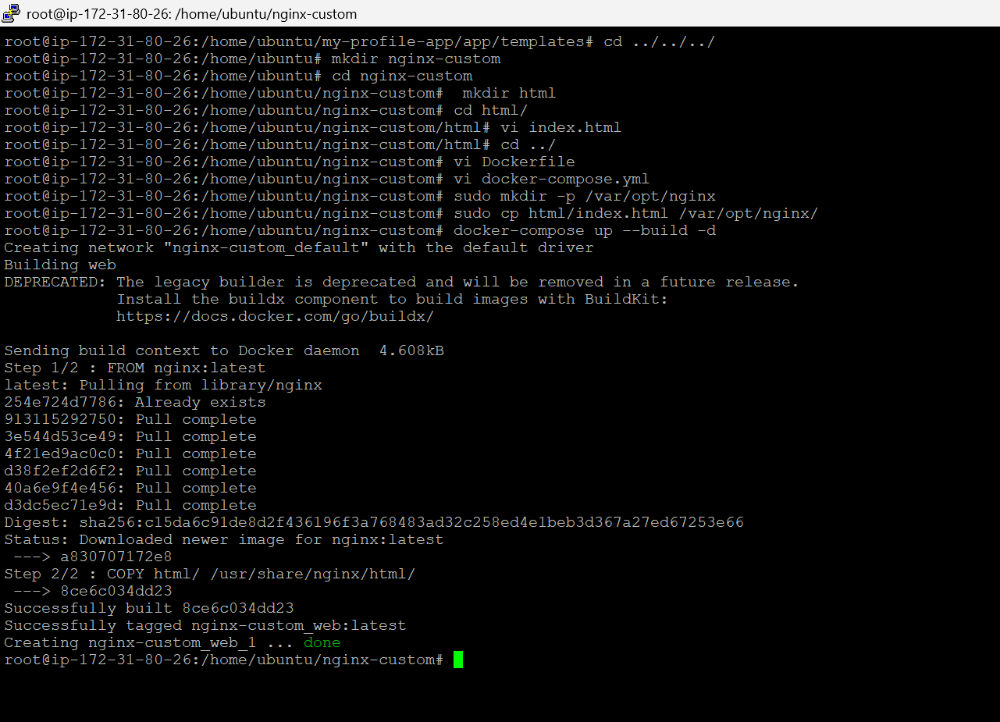 root@ip-172-31-80-26: /home/ubuntu/nginx-custom
root@ip-172-31-80-26:/home/ubuntu/my-profile-app/app/templates# cd ../../../
root@ip-172-31-80-26:/home/ubuntu# mkdir nginx-custom
root@ip-172-31-80-26:/home/ubuntu# cd nginx-custom
root@ip-172-31-80-26:/home/ubuntu/nginx-custom#  mkdir html
root@ip-172-31-80-26:/home/ubuntu/nginx-custom# cd html/
root@ip-172-31-80-26:/home/ubuntu/nginx-custom/html# vi index.html
root@ip-172-31-80-26:/home/ubuntu/nginx-custom/html# cd ../
root@ip-172-31-80-26:/home/ubuntu/nginx-custom# vi Dockerfile
root@ip-172-31-80-26:/home/ubuntu/nginx-custom# vi docker-compose.yml
root@ip-172-31-80-26:/home/ubuntu/nginx-custom# sudo mkdir -p /var/opt/nginx
root@ip-172-31-80-26:/home/ubuntu/nginx-custom# sudo cp html/index.html /var/opt/nginx/
root@ip-172-31-80-26:/home/ubuntu/nginx-custom# docker-compose up --build -d
Creating network "nginx-custom_default" with the default driver
Building web
DEPRECATED: The legacy builder is deprecated and will be removed in a future release.
            Install the buildx component to build images with BuildKit:
            https://docs.docker.com/go/buildx/
Sending build context to Docker daemon  4.608kB
Step 1/2 : FROM nginx:latest
latest: Pulling from library/nginx
254e724d7786: Already exists
913115292750: Pull complete
3e544d53ce49: Pull complete
4f21ed9ac0c0: Pull complete
d38f2ef2d6f2: Pull complete
40a6e9f4e456: Pull complete
d3dc5ec71e9d: Pull complete
Digest: sha256:c15da6c91de8d2f436196f3a768483ad32c258ed4e1beb3d367a27ed67253e66
Status: Downloaded newer image for nginx:latest
 ---> a830707172e8
Step 2/2 : COPY html/ /usr/share/nginx/html/
 ---> 8ce6c034dd23
Successfully built 8ce6c034dd23
Successfully tagged nginx-custom_web:latest
Creating nginx-custom_web_1 ... done
root@ip-172-31-80-26:/home/ubuntu/nginx-custom#